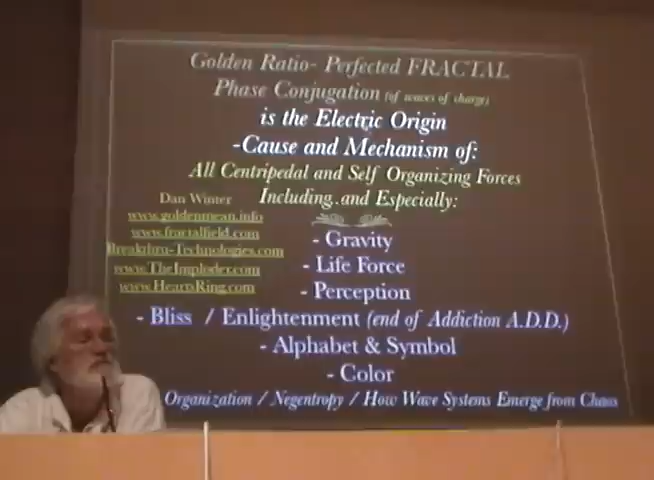 Golden Ratio- Perfected FRACTAL
Phase Conjugation (of waves of charge)
is the Electric Origin
-Cause and Mechanism of:
All Centripedal and Self Organizing Forces
Including and Especially:
Dan Winter
www.goldenmean.info
www.fractalfield.com
Breakthru-Technologies.com
www.TheImploder.com
www.HeartsRing.com
- Gravity
- Life Force
- Perception
- Bliss / Enlightenment (end of Addiction A.D.D.)
- Alphabet & Symbol
- Color
Organization / Negentropy / How Wave Systems Emerge from Chaos